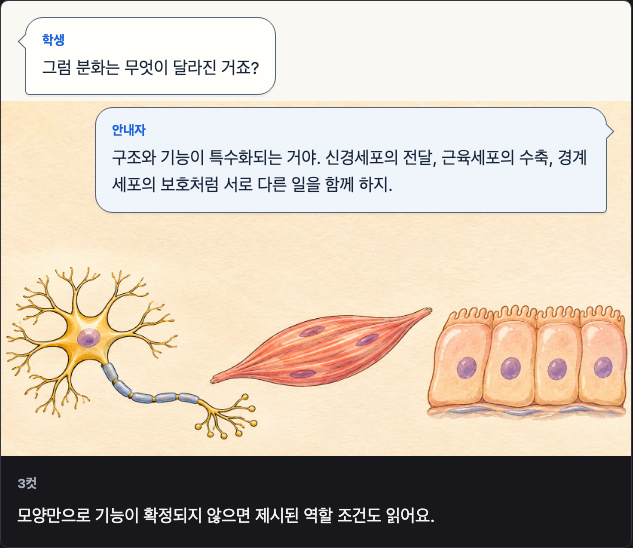 학생
그럼 분화는 무엇이 달라진 거죠?
안내자
구조와 기능이 특수화되는 거야. 신경세포의 전달, 근육세포의 수축, 경계
세포의 보호처럼 서로 다른 일을 함께 하지.
3컷
모양만으로 기능이 확정되지 않으면 제시된 역할 조건도 읽어요.